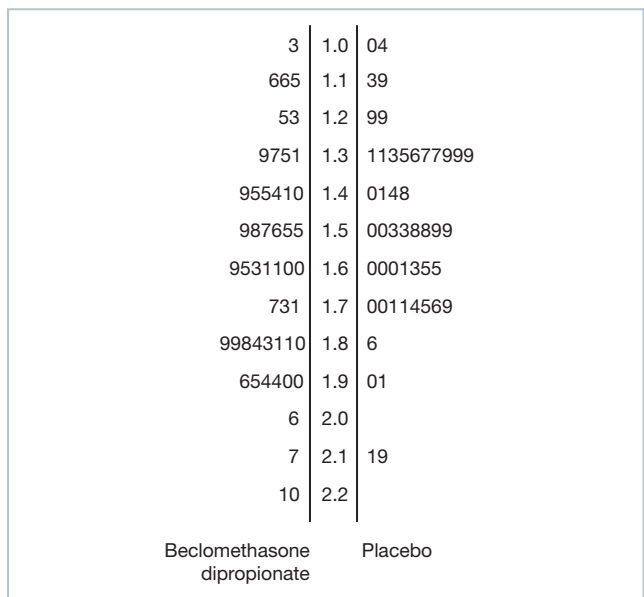 3 1.0 04
665 1.1 39
53 1.2 99
9751 1.3 1135677999
955410 1.4 0148
987655 1.5 00338899
9531100 1.6 0001355
731 1.7 00114569
99843110 1.8 6
654400 1.9 01
6 2.0
7 2.1 19
10 2.2
Beclomethasone Placebo
dipropionate